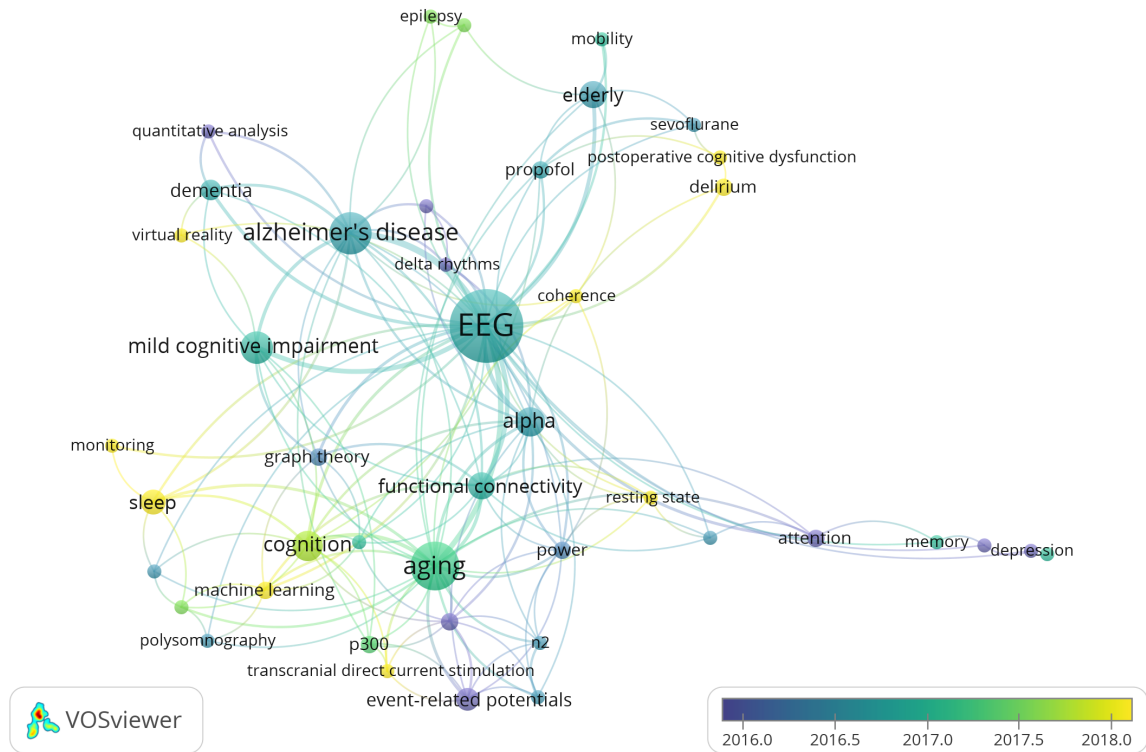 epilepsy
mobility
elderly
sevoflurane
quantitative analysis
postoperative cognitive dysfunction
propofol
delirium
dementia
virtual reality
alzheimer's disease
delta rhythms
coherence
EEG
mild cognitive impairment
alpha
monitoring
graph theory
functional connectivity
resting state
sleep
attention
memory
cognition
power
depression
aging
machine learning
polysomnography
p300
n2
transcranial direct current stimulation
event-related potentials
VOSviewer
2016.0 2016.5 2017.0 2017.5 2018.0